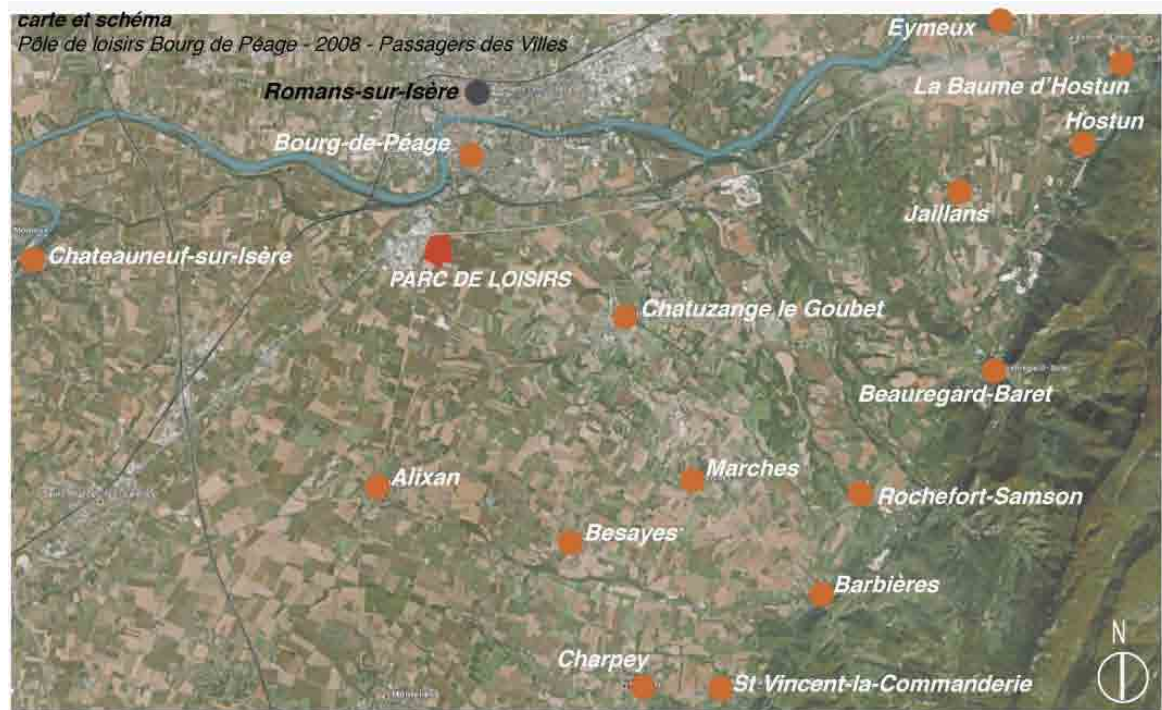 carte et schéma
Pôle de loisirs Bourg de Péage - 2008 - Passagers des Villes
Eymeux
La Baume d'Hostun
Romans-sur-Isère
Hostun
Bourg-de-Péage
Jaillans
Chateauneuf-sur-Isère
PARC DE LOISIRS
Chatuzange le Goubet
Beauregard-Baret
Alixan
Marches
Rochefort-Samson
Besayes
Barbières
N
Charpey
St Vincent-la-Commanderie